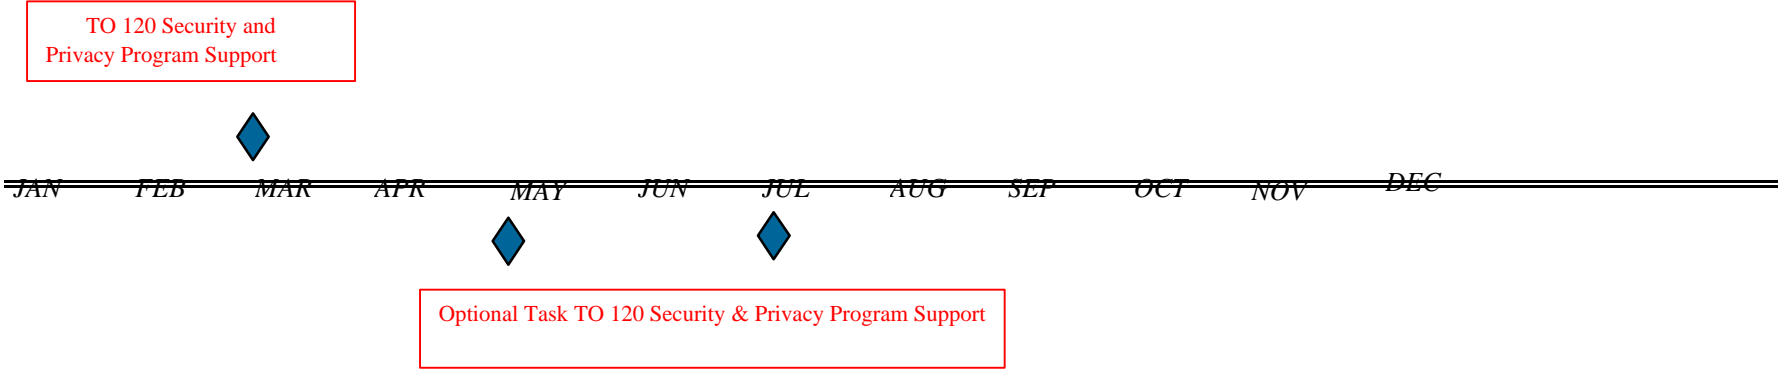 TO 120 Security and
Privacy Program Support
JAN FEB MAR APR MAY JUN JUL AUG SEP OCT NOV DEC
Optional Task TO 120 Security & Privacy Program Support